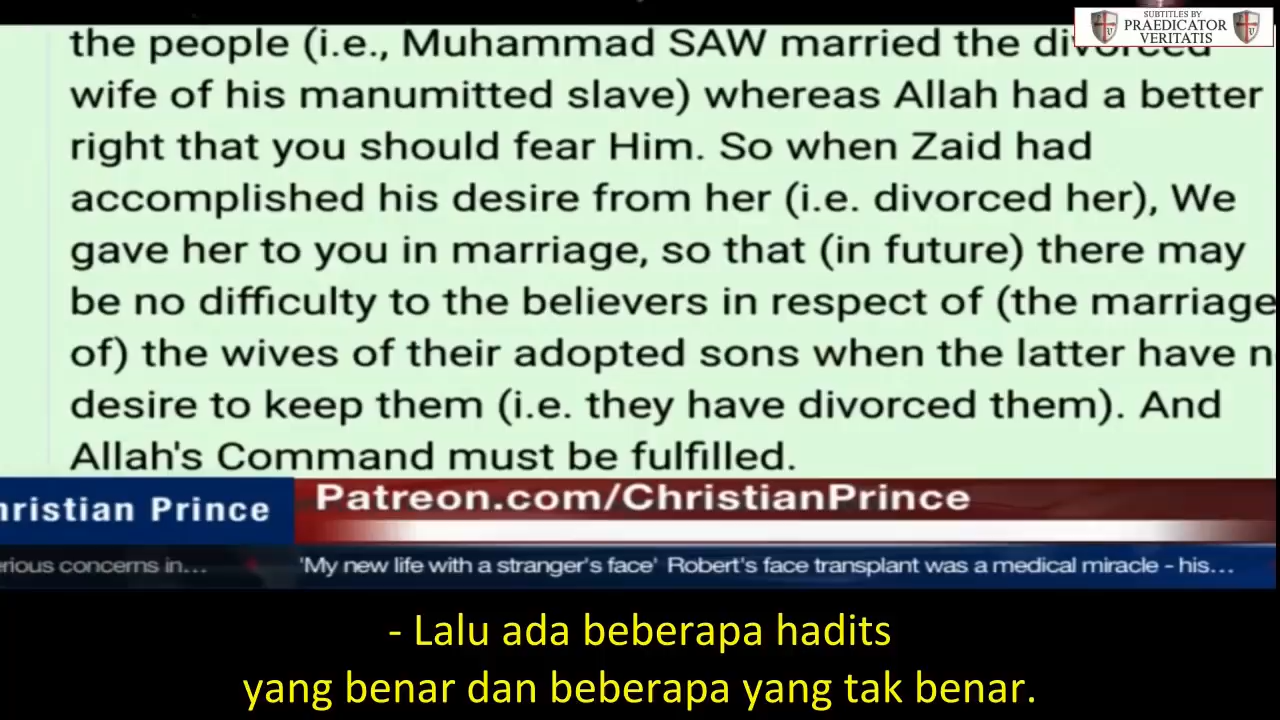 SUBTITLES BY
PRAEDICATOR
VERITATIS
the people (i.e., Muhammad SAW married the divorced
wife of his manumitted slave) whereas Allah had a better
right that you should fear Him. So when Zaid had
accomplished his desire from her (i.e. divorced her), We
gave her to you in marriage, so that (in future) there may
be no difficulty to the believers in respect of (the marriage
of) the wives of their adopted sons when the latter have n
desire to keep them (i.e. they have divorced them). And
Allah's Command must be fulfilled.
hristian Prince
Patreon.com/ChristianPrince
erious concerns in... 'My new life with a stranger's face' Robert's face transplant was a medical miracle - his...
- Lalu ada beberapa hadits
yang benar dan beberapa yang tak benar.